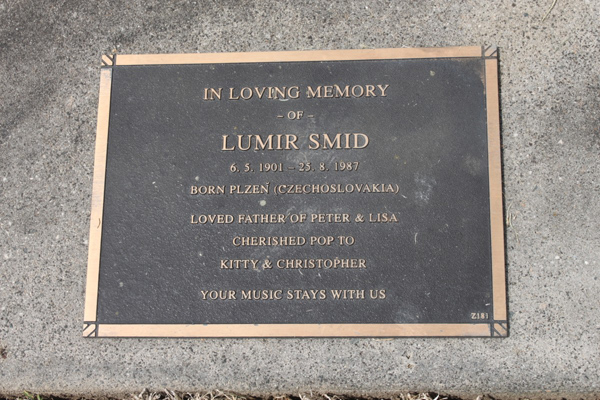 IN LOVING MEMORY
– OF –
LUMIR SMID
6. 5. 1901 – 25. 8. 1987
BORN PLZEŇ (CZECHOSLOVAKIA)
LOVED FATHER OF PETER & LISA
CHERISHED POP TO
KITTY & CHRISTOPHER
YOUR MUSIC STAYS WITH US
Z181